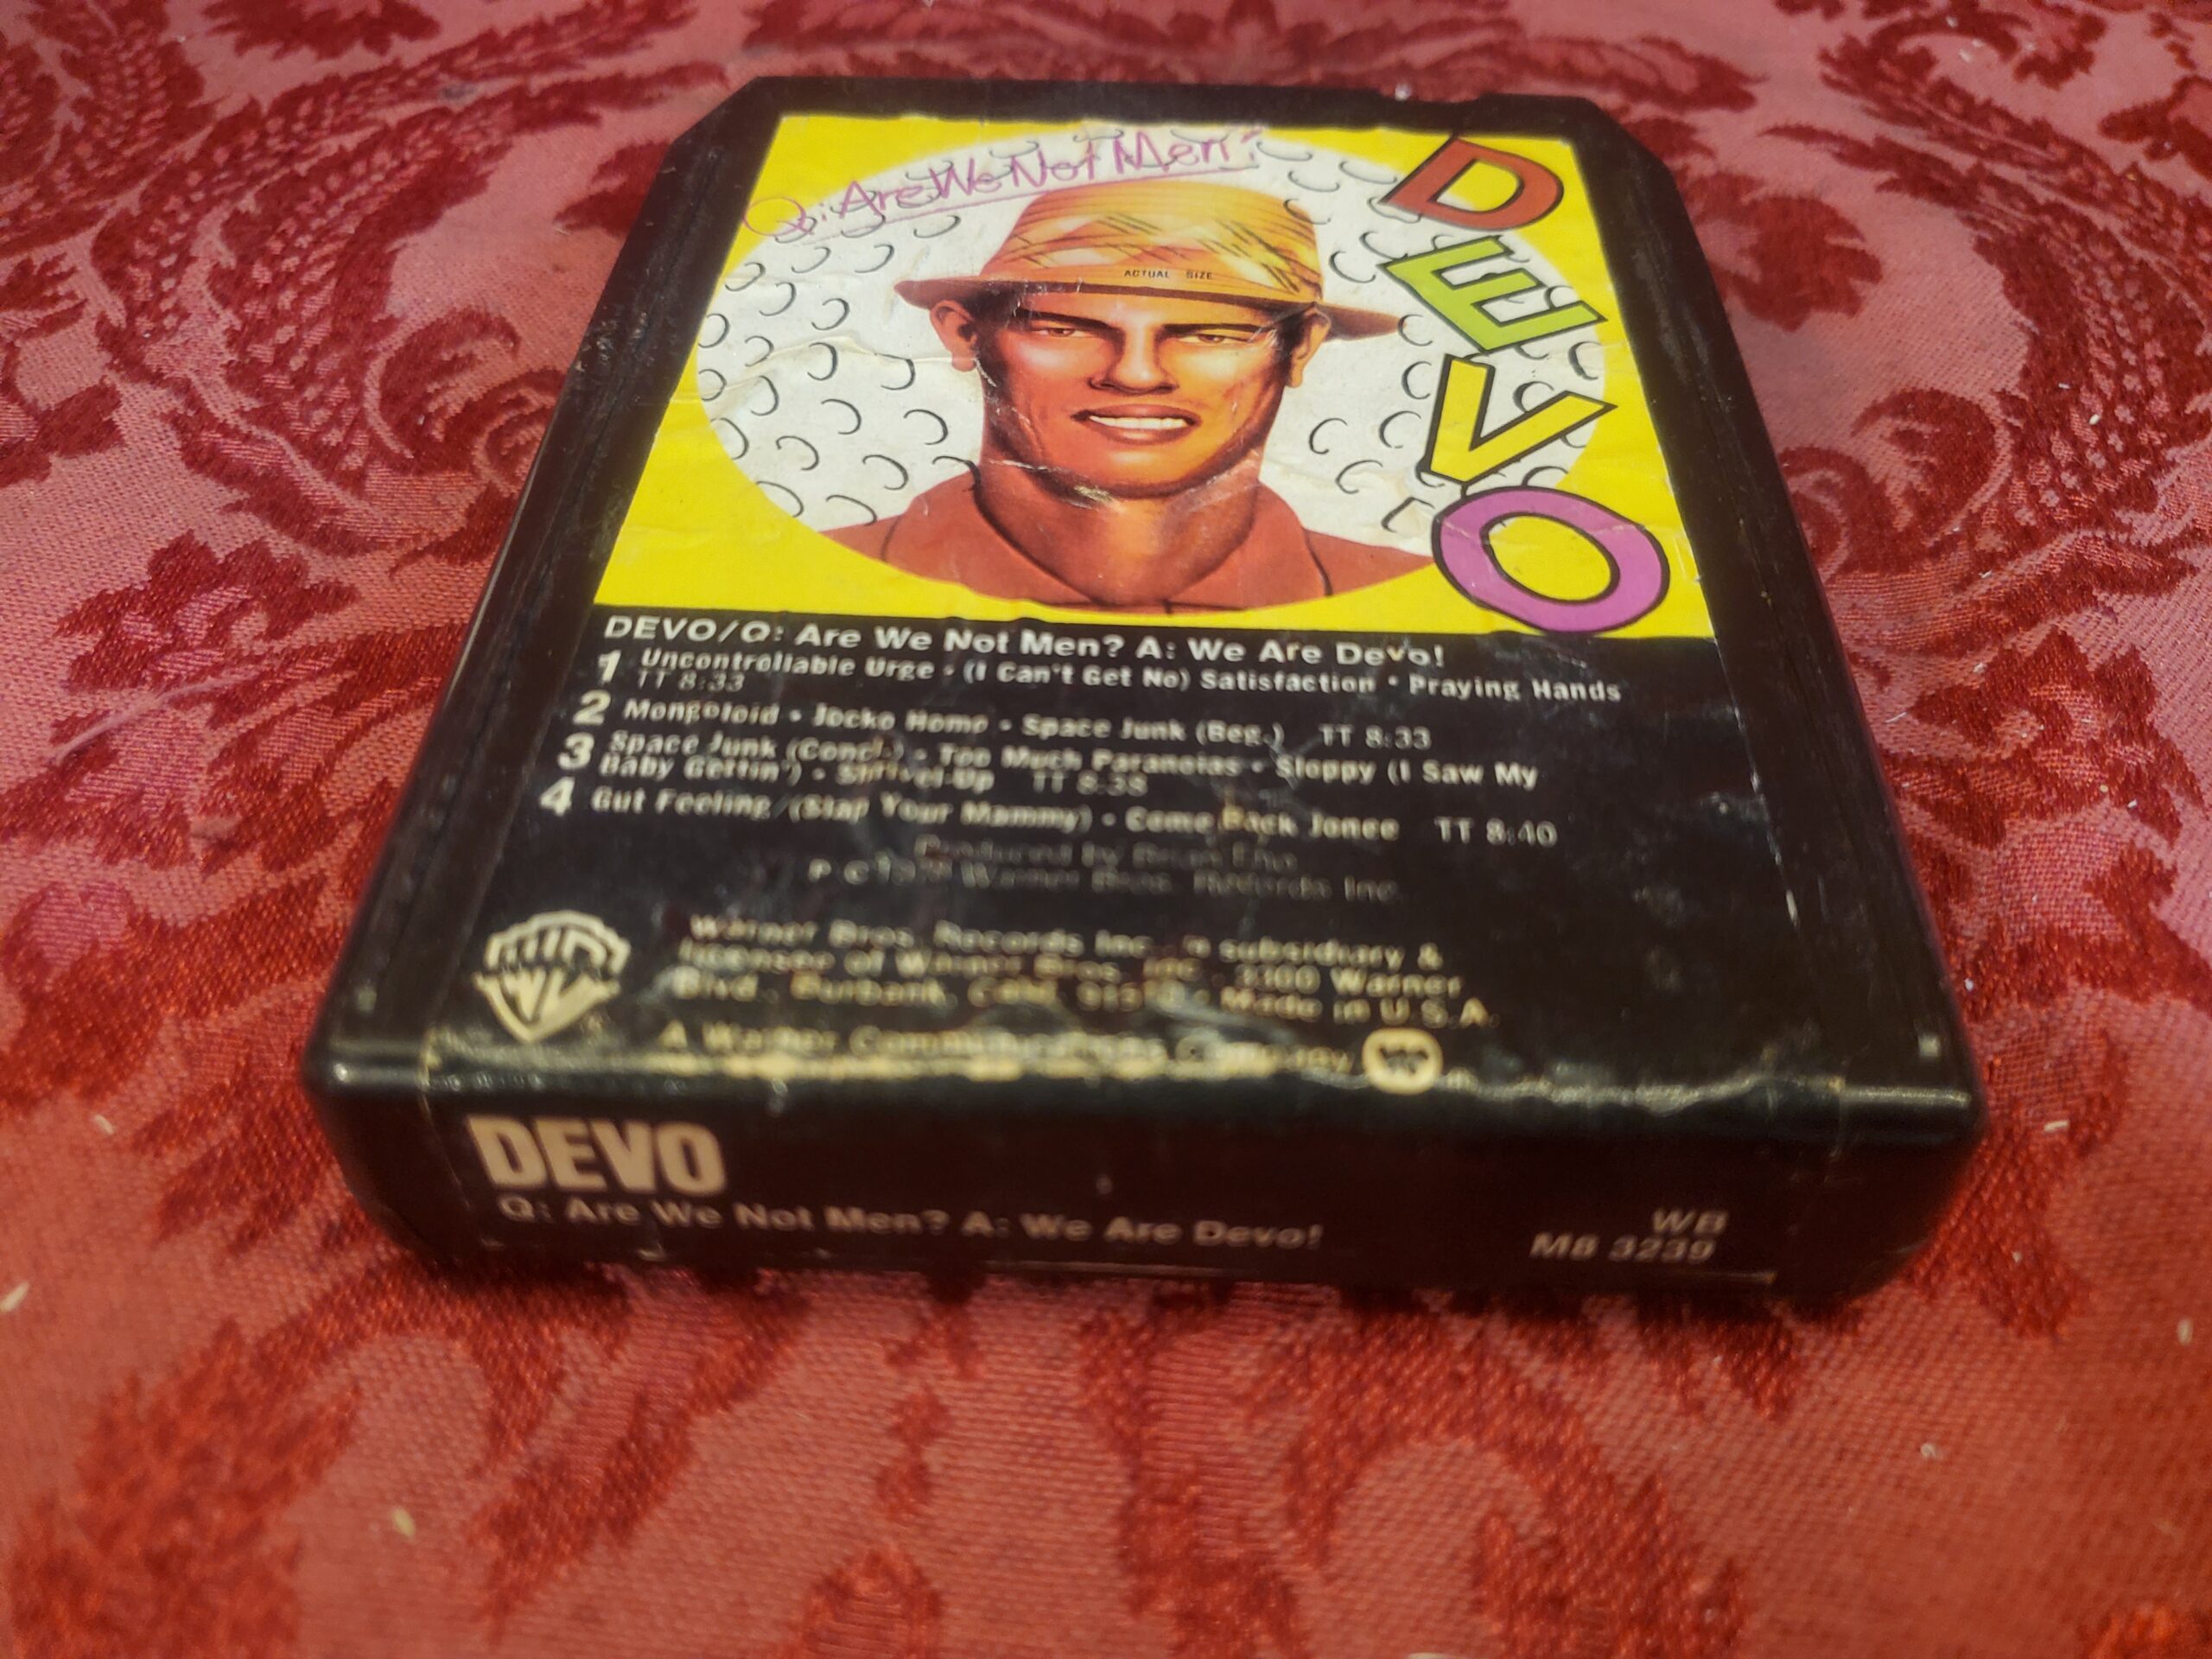 Q: Are We Not Men?
DEVO
ACTUAL SIZE
DEVO/Q: Are We Not Men? A: We Are Devo!
1 Uncontrollable Urge • (I Can't Get No) Satisfaction • Praying Hands
TT 8:33
2 Mongoloid • Jocko Homo • Space Junk (Beg.) TT 8:33
3 Space Junk (Concl.) • Too Much Paranoias • Sloppy (I Saw My
Baby Gettin') • Shrivel-Up TT 8:38
4 Gut Feeling/(Slap Your Mammy) • Come Back Jonee TT 8:40
Produced by Brian Eno
P C Warner Bros. Records Inc.
Warner Bros. Records Inc., a subsidiary &
licensee of Warner Bros. Inc. • 3300 Warner
Blvd., Burbank, Calif. • Made in U.S.A.
A Warner Communications Company
DEVO
Q: Are We Not Men? A: We Are Devo!
WB
M8 3239